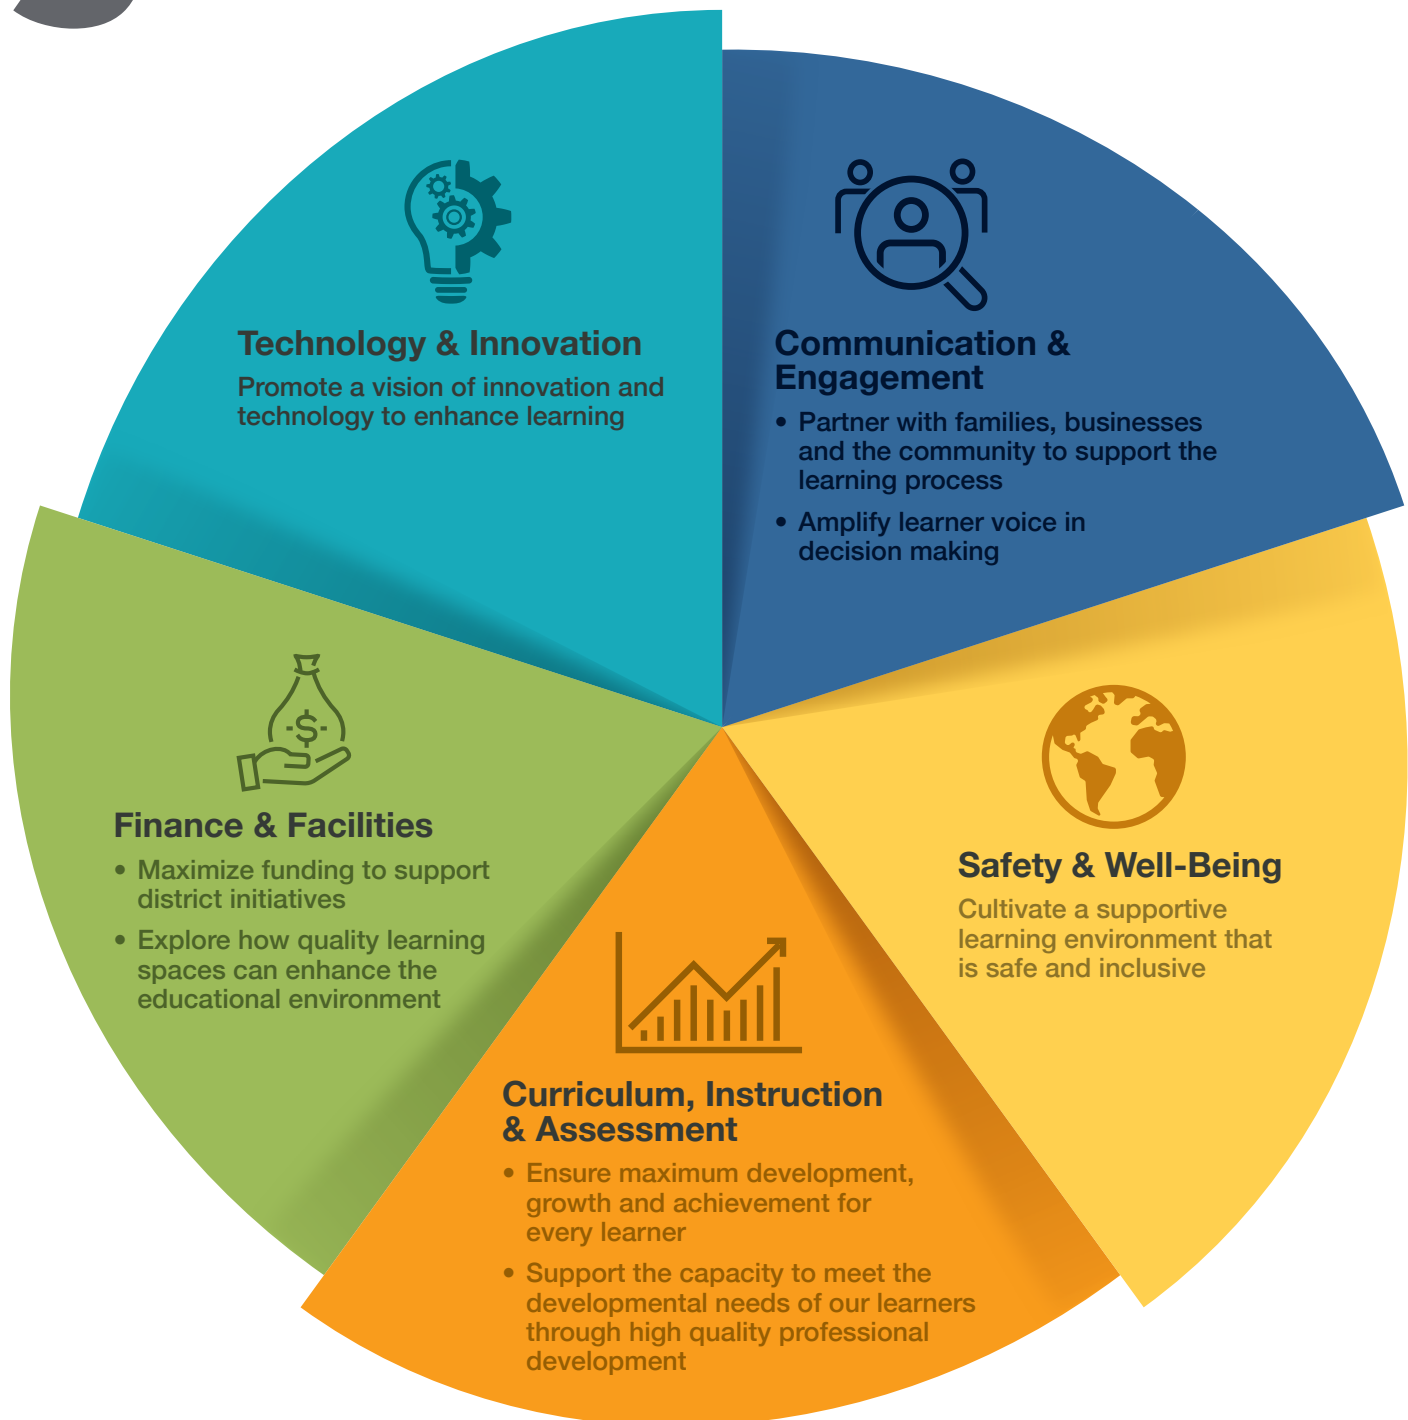 Technology & Innovation
Promote a vision of innovation and
technology to enhance learning
Communication &
Engagement
• Partner with families, businesses
and the community to support the
learning process
• Amplify learner voice in
decision making
$
Finance & Facilities
• Maximize funding to support
district initiatives
• Explore how quality learning
spaces can enhance the
educational environment
Safety & Well-Being
Cultivate a supportive
learning environment that
is safe and inclusive
Curriculum, Instruction
& Assessment
• Ensure maximum development,
growth and achievement for
every learner
• Support the capacity to meet the
developmental needs of our learners
through high quality professional
development